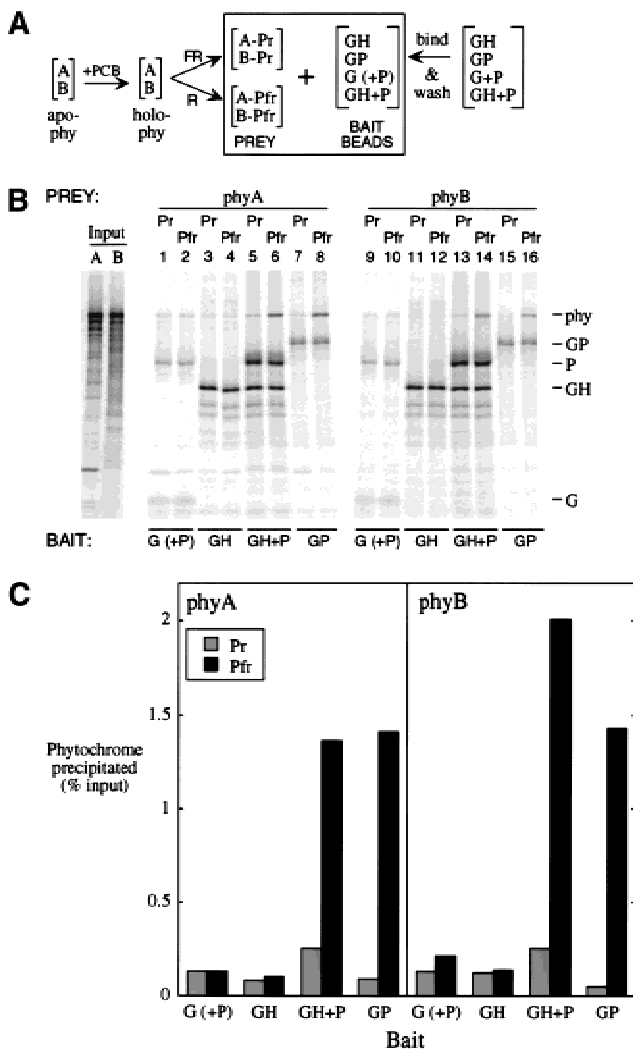 A
[A B] +PCB [A B] FR R [A-Pr B-Pr] [A-Pfr B-Pfr] + [GH GP G (+P) GH+P] bind & wash [GH GP G+P GH+P]
apo-phy holo-phy PREY BAIT BEADS
B PREY: phyA phyB
Input Pr Pr Pr Pr Pr Pr Pr Pr
A B Pfr Pfr Pfr Pfr Pfr Pfr Pfr Pfr
1 2 3 4 5 6 7 8 9 10 11 12 13 14 15 16
phy
GP
P
GH
G
BAIT: G (+P) GH GH+P GP G (+P) GH GH+P GP
C
phyA phyB
Pr
Pfr
2
1.5
1
0.5
0
Phytochrome
precipitated
(% input)
G (+P) GH GH+P GP G (+P) GH GH+P GP
Bait